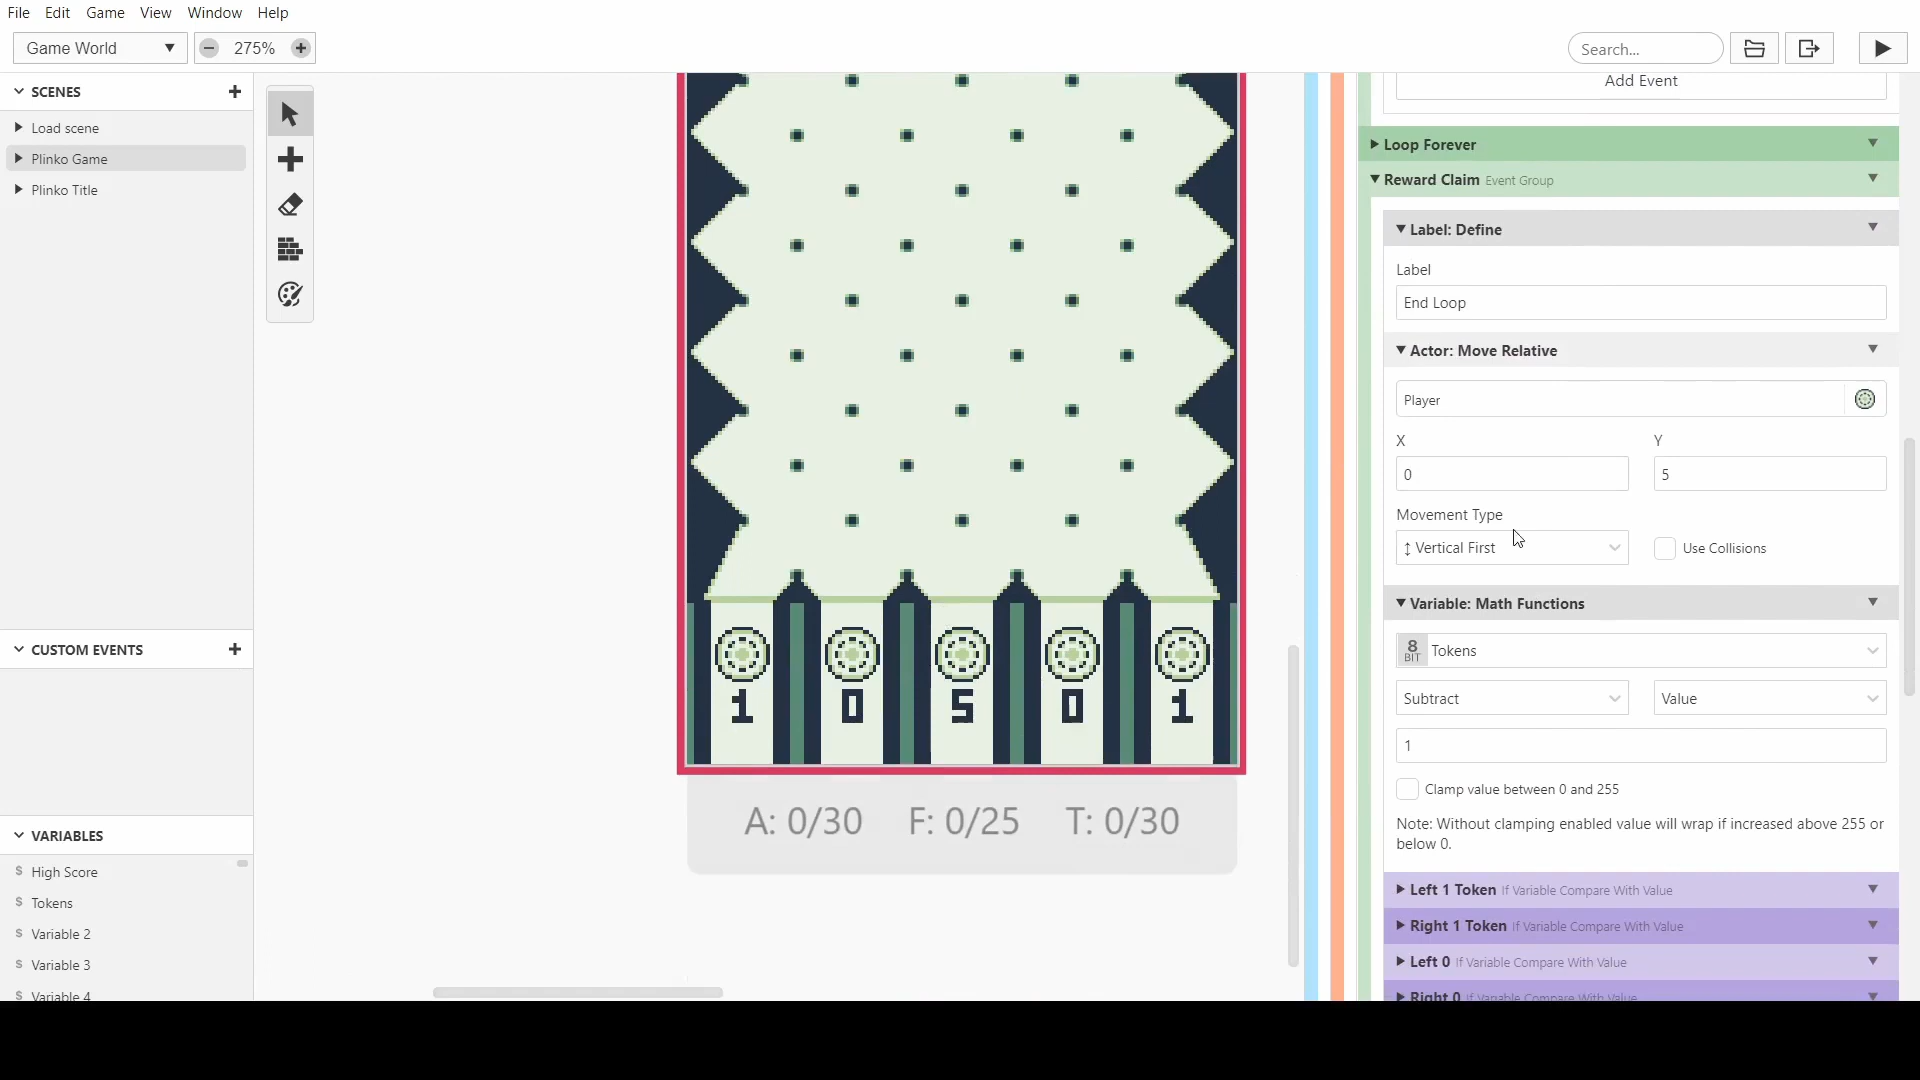 File Edit Game View Window Help
Game World ▼ 275% Search...
SCENES
Load scene
Plinko Game
Plinko Title
CUSTOM EVENTS
VARIABLES
High Score
Tokens
Variable 2
Variable 3
Variable 4
1 0 5 0 1
A: 0/30 F: 0/25 T: 0/30
Add Event
Loop Forever
Reward Claim Event Group
Label: Define
Label
End Loop
Actor: Move Relative
Player
X Y
0 5
Movement Type
↕ Vertical First Use Collisions
Variable: Math Functions
8 BIT Tokens
Subtract Value
1
Clamp value between 0 and 255
Note: Without clamping enabled value will wrap if increased above 255 or
below 0.
Left 1 Token If Variable Compare With Value
Right 1 Token If Variable Compare With Value
Left 0 If Variable Compare With Value
Right 0 If Variable Compare With Value